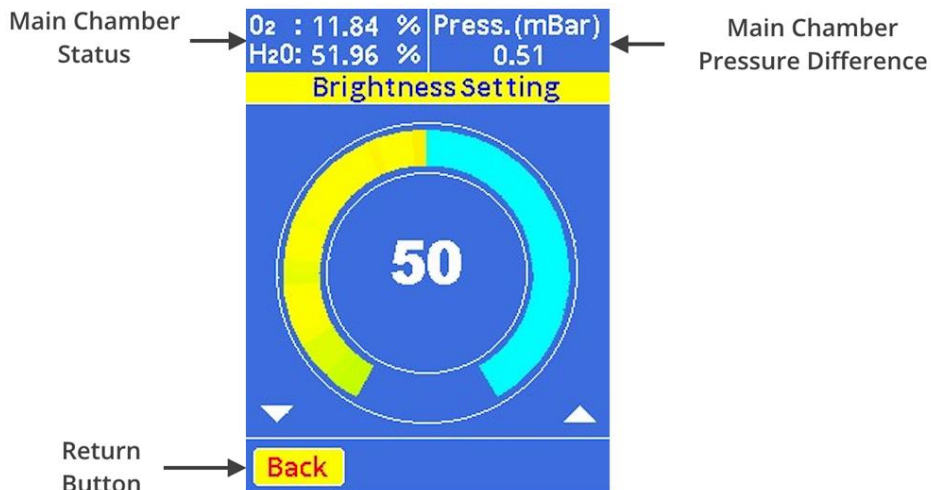 Main Chamber
Status
O₂ : 11.84 %
H₂O: 51.96 %
Press.(mBar)
0.51
Main Chamber
Pressure Difference
Brightness Setting
50
Back
Return
Button